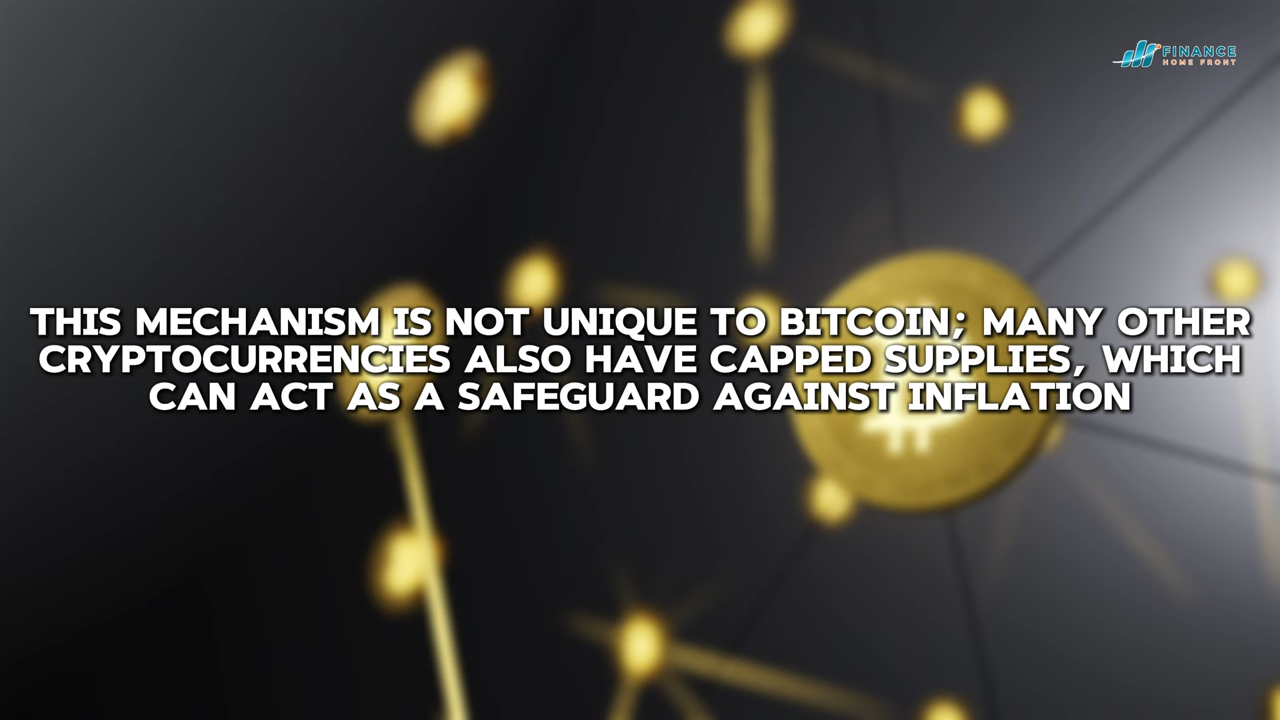 FINANCE
HOME FRONT
THIS MECHANISM IS NOT UNIQUE TO BITCOIN; MANY OTHER
CRYPTOCURRENCIES ALSO HAVE CAPPED SUPPLIES, WHICH
CAN ACT AS A SAFEGUARD AGAINST INFLATION